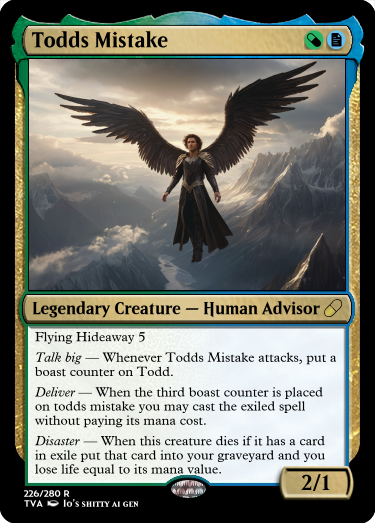 Todds Mistake
Legendary Creature — Human Advisor
Flying Hideaway 5
Talk big — Whenever Todds Mistake attacks, put a
boast counter on Todd.
Deliver — When the third boast counter is placed
on todds mistake you may cast the exiled spell
without paying its mana cost.
Disaster — When this creature dies if it has a card
in exile put that card into your graveyard and you
lose life equal to its mana value.
2/1
226/280 R
TVA Io's shitty ai gen